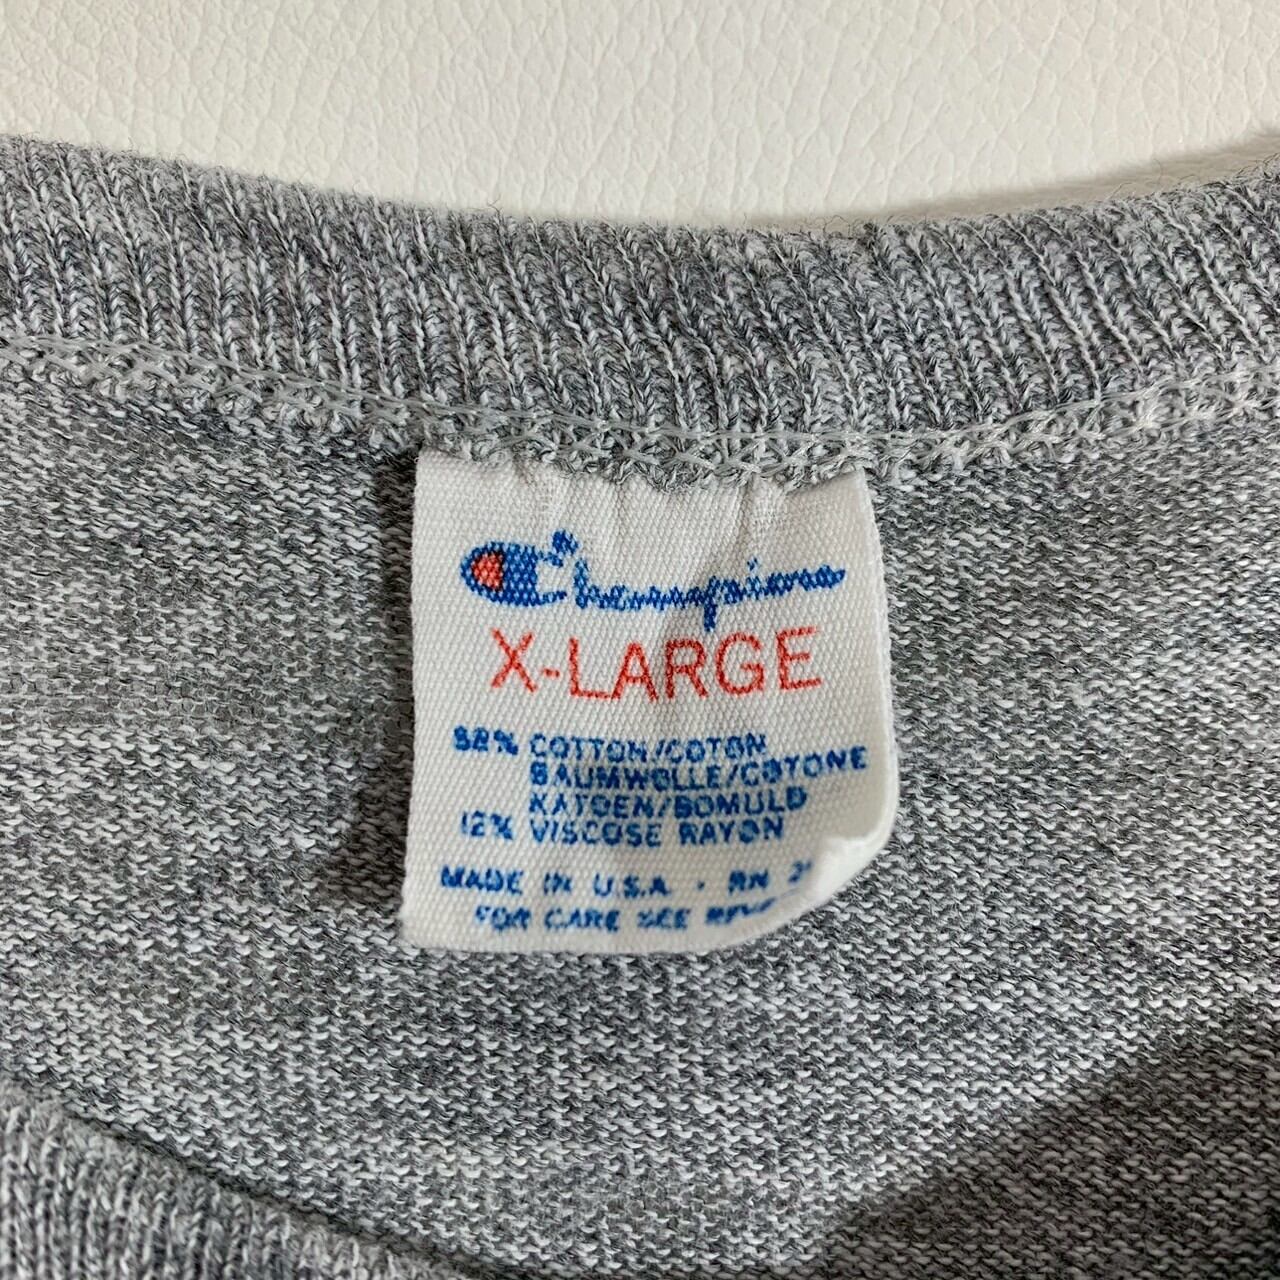 Champion
X-LARGE
88% COTTON/COTON
BAUMWOLLE/COTONE
KATOEN/BOMULD
12% VISCOSE RAYON
MADE IN U.S.A. • RN
FOR CARE SEE